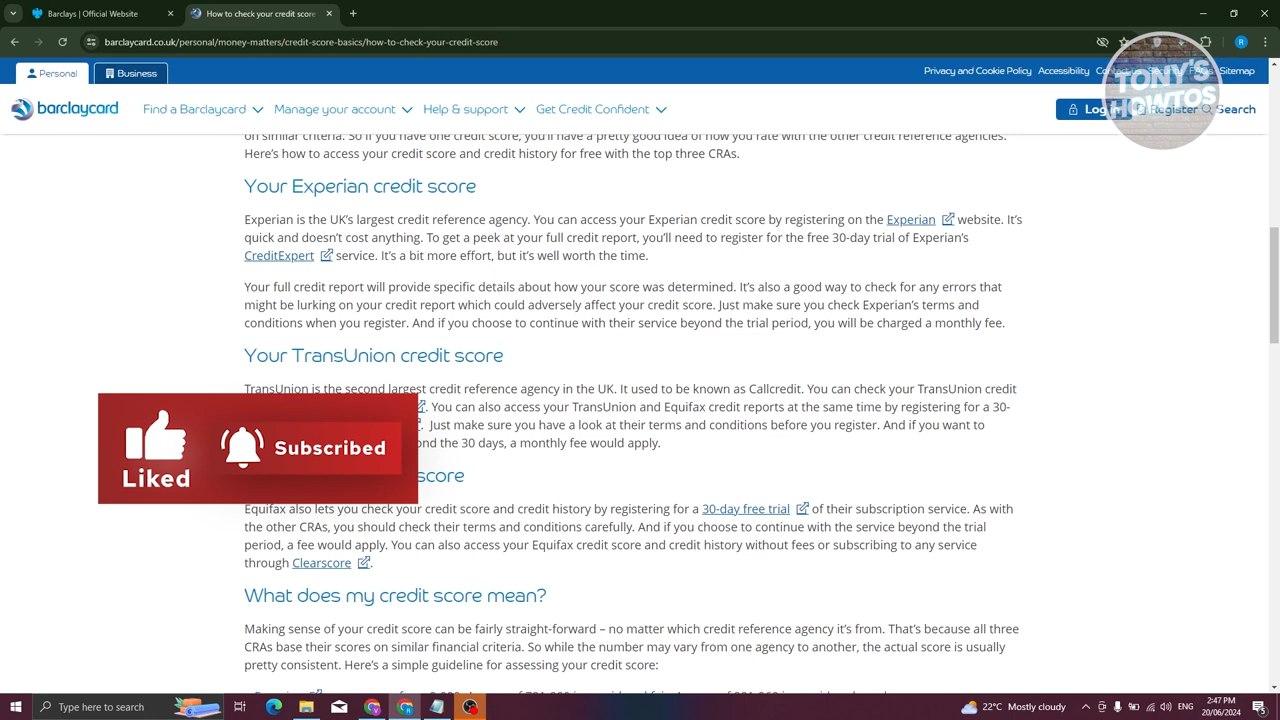 Barclays | Official Website
How to check your credit score
barclaycard.co.uk/personal/money-matters/credit-score-basics/how-to-check-your-credit-score
Personal
Business
Privacy and Cookie Policy
Accessibility
Contact us
Security
FAQs
Sitemap
barclaycard
Find a Barclaycard
Manage your account
Help & support
Get Credit Confident
Log in
Register
Search
TONY'S
HOWTOS
on similar criteria. So if you have one credit score, you'll have a pretty good idea of how you rate with the other credit reference agencies.
Here's how to access your credit score and credit history for free with the top three CRAs.
Your Experian credit score
Experian is the UK's largest credit reference agency. You can access your Experian credit score by registering on the Experian website. It's
quick and doesn't cost anything. To get a peek at your full credit report, you'll need to register for the free 30-day trial of Experian's
CreditExpert service. It's a bit more effort, but it's well worth the time.
Your full credit report will provide specific details about how your score was determined. It's also a good way to check for any errors that
might be lurking on your credit report which could adversely affect your credit score. Just make sure you check Experian's terms and
conditions when you register. And if you choose to continue with their service beyond the trial period, you will be charged a monthly fee.
Your TransUnion credit score
TransUnion is the second largest credit reference agency in the UK. It used to be known as Callcredit. You can check your TransUnion credit
. You can also access your TransUnion and Equifax credit reports at the same time by registering for a 30-
. Just make sure you have a look at their terms and conditions before you register. And if you want to
ond the 30 days, a monthly fee would apply.
Liked
Subscribed
score
Equifax also lets you check your credit score and credit history by registering for a 30-day free trial of their subscription service. As with
the other CRAs, you should check their terms and conditions carefully. And if you choose to continue with the service beyond the trial
period, a fee would apply. You can also access your Equifax credit score and credit history without fees or subscribing to any service
through Clearscore.
What does my credit score mean?
Making sense of your credit score can be fairly straight-forward – no matter which credit reference agency it's from. That's because all three
CRAs base their scores on similar financial criteria. So while the number may vary from one agency to another, the actual score is usually
pretty consistent. Here's a simple guideline for assessing your credit score:
Type here to search
22°C Mostly cloudy
ENG
2:47 PM
20/06/2024
5